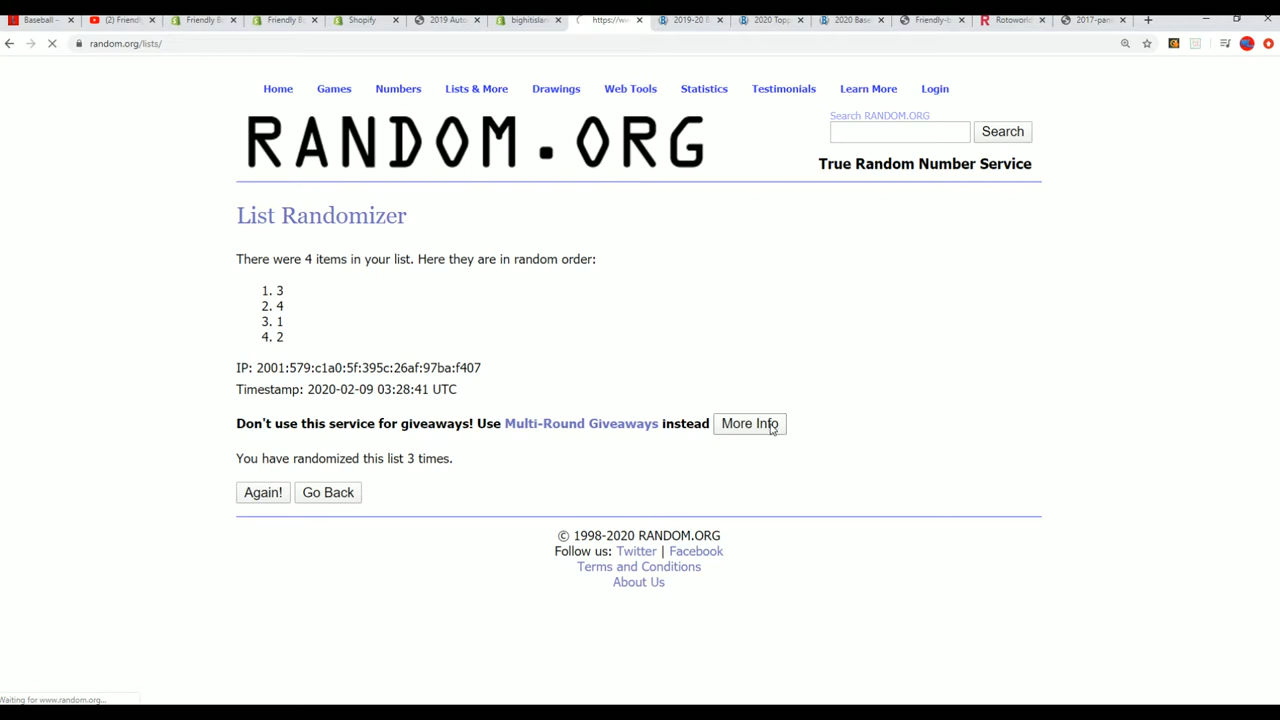 Baseball –
(2) Friendl
Friendly B
Friendly B
Shopify
2019 Auto
bighitislan
https://ww
2019-20 B
2020 Topp
2020 Base
Friendly-b
Rotoworld
2017-pani
random.org/lists/
Home Games Numbers Lists & More Drawings Web Tools Statistics Testimonials Learn More Login
Search RANDOM.ORG
RANDOM.ORG
Search
True Random Number Service
List Randomizer
There were 4 items in your list. Here they are in random order:
1. 3
2. 4
3. 1
4. 2
IP: 2001:579:c1a0:5f:395c:26af:97ba:f407
Timestamp: 2020-02-09 03:28:41 UTC
Don't use this service for giveaways! Use Multi-Round Giveaways instead More Info
You have randomized this list 3 times.
Again! Go Back
© 1998-2020 RANDOM.ORG
Follow us: Twitter | Facebook
Terms and Conditions
About Us
Waiting for www.random.org...